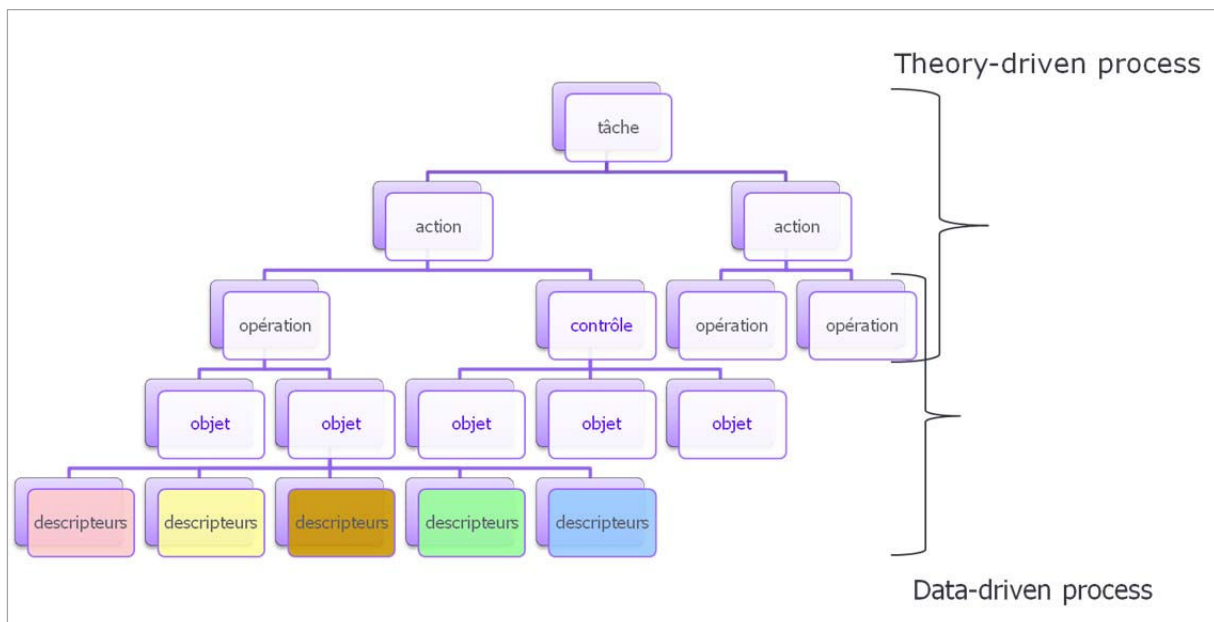 Theory-driven process
tâche
action
action
opération
contrôle
opération
opération
objet
objet
objet
objet
objet
descripteurs
descripteurs
descripteurs
descripteurs
descripteurs
Data-driven process